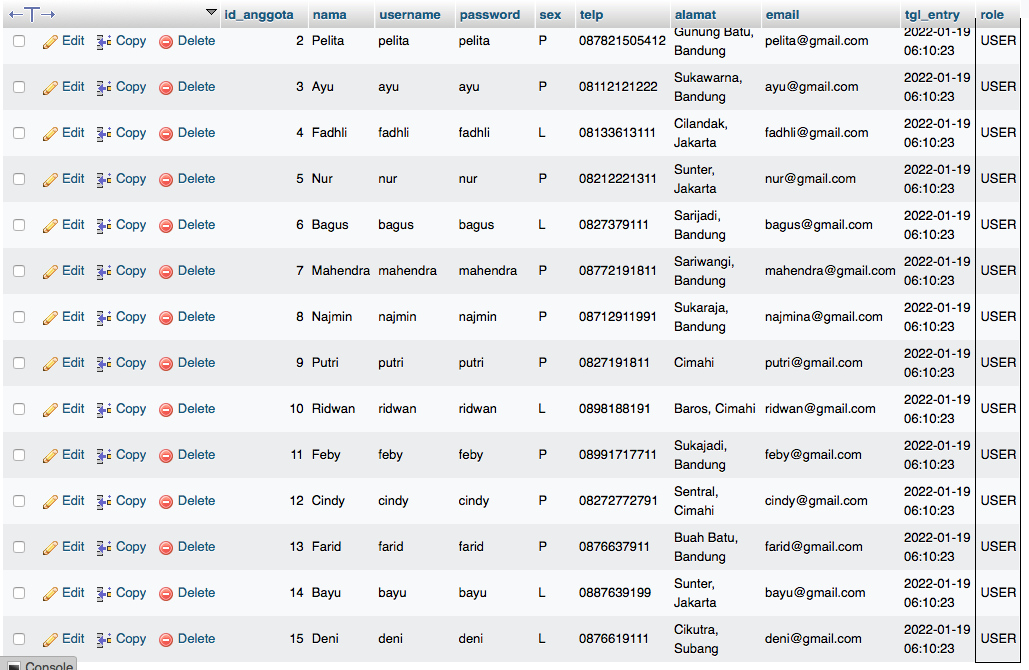 id_anggota nama username password sex telp alamat email tgl_entry role
Edit Copy Delete 2 Pelita pelita pelita P 087821505412 Gunung Batu, Bandung pelita@gmail.com 2022-01-19 06:10:23 USER
Edit Copy Delete 3 Ayu ayu ayu P 08112121222 Sukawarna, Bandung ayu@gmail.com 2022-01-19 06:10:23 USER
Edit Copy Delete 4 Fadhli fadhli fadhli L 08133613111 Cilandak, Jakarta fadhli@gmail.com 2022-01-19 06:10:23 USER
Edit Copy Delete 5 Nur nur nur P 08212221311 Sunter, Jakarta nur@gmail.com 2022-01-19 06:10:23 USER
Edit Copy Delete 6 Bagus bagus bagus L 0827379111 Sarijadi, Bandung bagus@gmail.com 2022-01-19 06:10:23 USER
Edit Copy Delete 7 Mahendra mahendra mahendra P 08772191811 Sariwangi, Bandung mahendra@gmail.com 2022-01-19 06:10:23 USER
Edit Copy Delete 8 Najmin najmin najmin P 08712911991 Sukaraja, Bandung najmina@gmail.com 2022-01-19 06:10:23 USER
Edit Copy Delete 9 Putri putri putri P 0827191811 Cimahi putri@gmail.com 2022-01-19 06:10:23 USER
Edit Copy Delete 10 Ridwan ridwan ridwan L 0898188191 Baros, Cimahi ridwan@gmail.com 2022-01-19 06:10:23 USER
Edit Copy Delete 11 Feby feby feby P 08991717711 Sukajadi, Bandung feby@gmail.com 2022-01-19 06:10:23 USER
Edit Copy Delete 12 Cindy cindy cindy P 08272772791 Sentral, Cimahi cindy@gmail.com 2022-01-19 06:10:23 USER
Edit Copy Delete 13 Farid farid farid P 0876637911 Buah Batu, Bandung farid@gmail.com 2022-01-19 06:10:23 USER
Edit Copy Delete 14 Bayu bayu bayu L 0887639199 Sunter, Jakarta bayu@gmail.com 2022-01-19 06:10:23 USER
Edit Copy Delete 15 Deni deni deni L 0876619111 Cikutra, Subang deni@gmail.com 2022-01-19 06:10:23 USER
Console